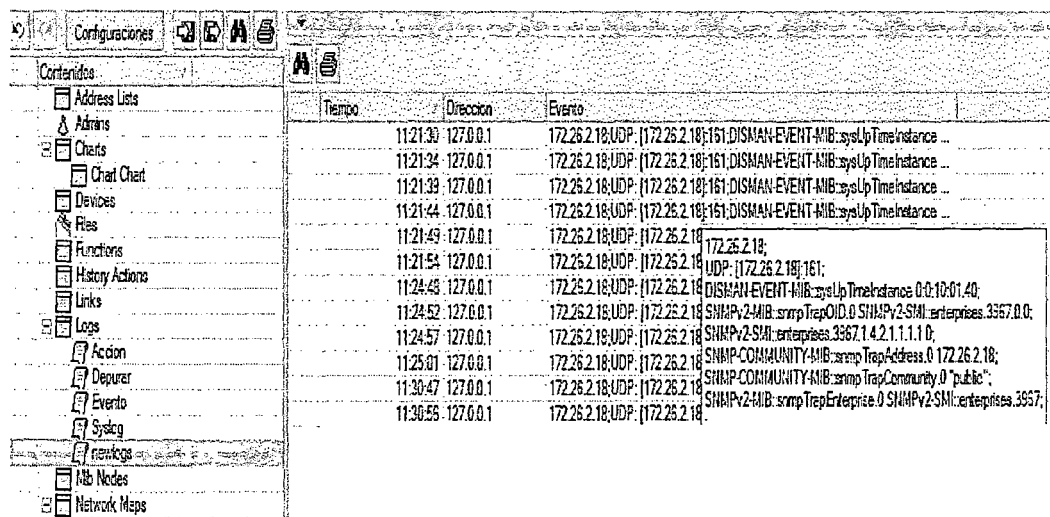 Configuraciones
Contenidos
Address Lists
Admins
Charts
Chart Chart
Devices
Files
Functions
History Actions
Links
Logs
Accion
Depurar
Evento
Syslog
newlogs
Mib Nodes
Network Maps
Tiempo Direccion Evento
11:21:30 127.0.0.1 172.26.2.18;UDP: [172.26.2.18]:161;DISMAN-EVENT-MIB::sysUpTimeInstance ...
11:21:34 127.0.0.1 172.26.2.18;UDP: [172.26.2.18]:161;DISMAN-EVENT-MIB::sysUpTimeInstance ...
11:21:39 127.0.0.1 172.26.2.18;UDP: [172.26.2.18]:161;DISMAN-EVENT-MIB::sysUpTimeInstance ...
11:21:44 127.0.0.1 172.26.2.18;UDP: [172.26.2.18]:161;DISMAN-EVENT-MIB::sysUpTimeInstance ...
11:21:49 127.0.0.1 172.26.2.18;UDP: [172.26.2.18
11:21:54 127.0.0.1 172.26.2.18;UDP: [172.26.2.18
11:24:48 127.0.0.1 172.26.2.18;UDP: [172.26.2.18
11:24:52 127.0.0.1 172.26.2.18;UDP: [172.26.2.18
11:24:57 127.0.0.1 172.26.2.18;UDP: [172.26.2.18
11:25:01 127.0.0.1 172.26.2.18;UDP: [172.26.2.18
11:30:47 127.0.0.1 172.26.2.18;UDP: [172.26.2.18
11:30:56 127.0.0.1 172.26.2.18;UDP: [172.26.2.18
172.26.2.18;
UDP: [172.26.2.18]:161;
DISMAN-EVENT-MIB::sysUpTimeInstance 0:0:10:01.40;
SNMPv2-MIB::snmpTrapOID.0 SNMPv2-SMI::enterprises.3967.0.0;
SNMPv2-SMI::enterprises.3967.1.4.2.1.1.1.1 0;
SNMP-COMMUNITY-MIB::snmpTrapAddress.0 172.26.2.18;
SNMP-COMMUNITY-MIB::snmpTrapCommunity.0 "public";
SNMPv2-MIB::snmpTrapEnterprise.0 SNMPv2-SMI::enterprises.3967;